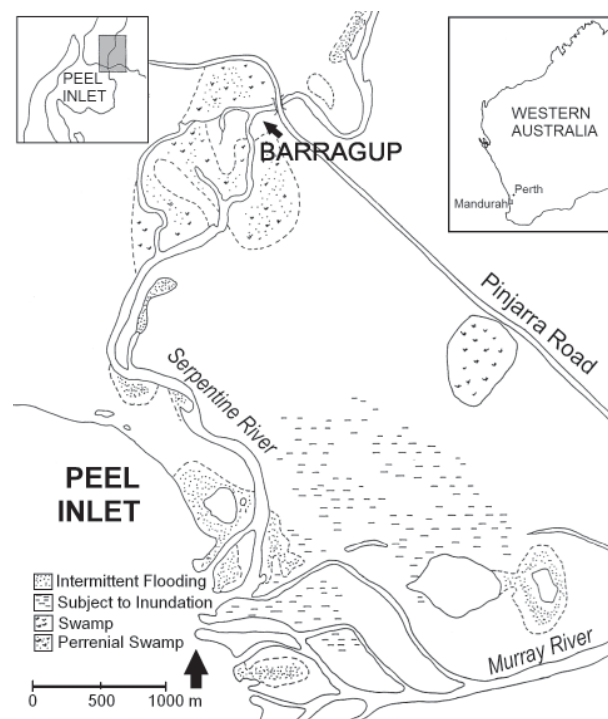 PEEL
INLET
WESTERN
AUSTRALIA
Perth
Mandurah
BARRAGUP
Pinjarra Road
Serpentine River
PEEL
INLET
Intermittent Flooding
Subject to Inundation
Swamp
Perrenial Swamp
Murray River
0 500 1000 m